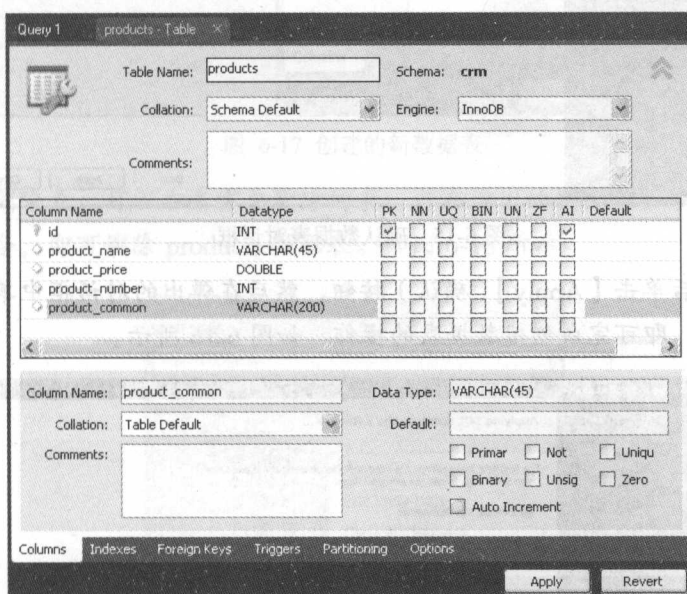 Query 1 products - Table ×
Table Name: products Schema: crm
Collation: Schema Default Engine: InnoDB
Comments:
Column Name Datatype PK NN UQ BIN UN ZF AI Default
id INT
product_name VARCHAR(45)
product_price DOUBLE
product_number INT
product_common VARCHAR(200)
Column Name: product_common Data Type: VARCHAR(45)
Collation: Table Default Default:
Comments: Primar Not Uniqu
Binary Unsig Zero
Auto Increment
Columns Indexes Foreign Keys Triggers Partitioning Options
Apply Revert